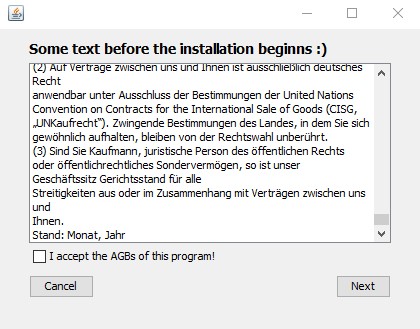 Some text before the installation beginns :)
(2) Auf Verträge zwischen uns und Ihnen ist ausschließlich deutsches
Recht
anwendbar unter Ausschluss der Bestimmungen der United Nations
Convention on Contracts for the International Sale of Goods (CISG,
„UNKaufrecht“). Zwingende Bestimmungen des Landes, in dem Sie sich
gewöhnlich aufhalten, bleiben von der Rechtswahl unberührt.
(3) Sind Sie Kaufmann, juristische Person des öffentlichen Rechts
oder öffentlichrechtliches Sondervermögen, so ist unser
Geschäftssitz Gerichtsstand für alle
Streitigkeiten aus oder im Zusammenhang mit Verträgen zwischen uns
und
Ihnen.
Stand: Monat, Jahr
I accept the AGBs of this program!
Cancel
Next